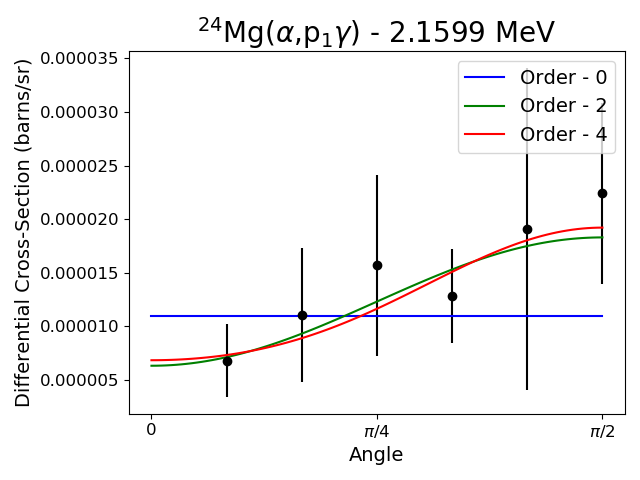 ²⁴Mg(α,p₁γ) - 2.1599 MeV
Differential Cross-Section (barns/sr)
0.000035
0.000030
0.000025
0.000020
0.000015
0.000010
0.000005
Order - 0
Order - 2
Order - 4
0
π/4
π/2
Angle